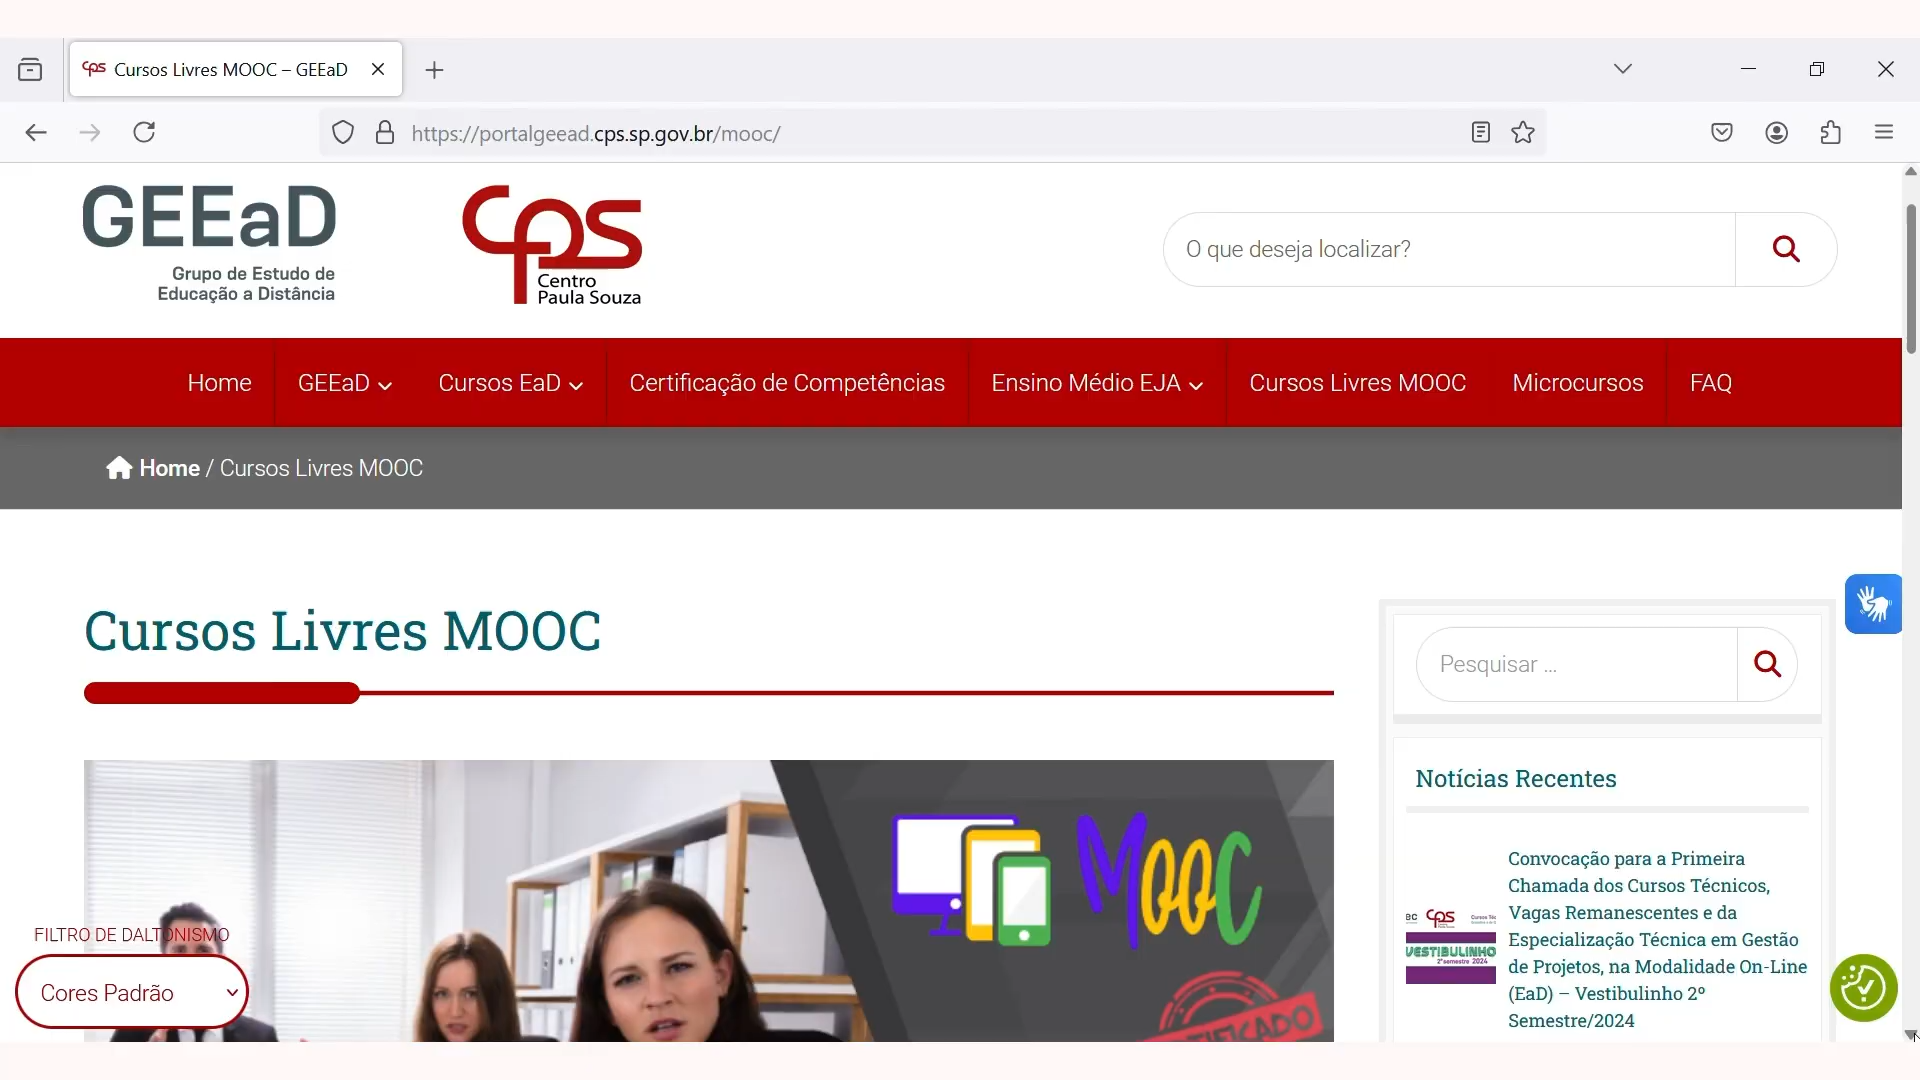 Cursos Livres MOOC – GEEaD
https://portalgeead.cps.sp.gov.br/mooc/
GEEaD
Grupo de Estudo de
Educação a Distância
cps
Centro
Paula Souza
O que deseja localizar?
Home
GEEaD
Cursos EaD
Certificação de Competências
Ensino Médio EJA
Cursos Livres MOOC
Microcursos
FAQ
Home / Cursos Livres MOOC
Cursos Livres MOOC
Pesquisar ...
Notícias Recentes
MOOC
Convocação para a Primeira
Chamada dos Cursos Técnicos,
Vagas Remanescentes e da
Especialização Técnica em Gestão
de Projetos, na Modalidade On-Line
(EaD) – Vestibulinho 2º
Semestre/2024
cps
VESTIBULINHO
2º semestre 2024
FILTRO DE DALTONISMO
Cores Padrão